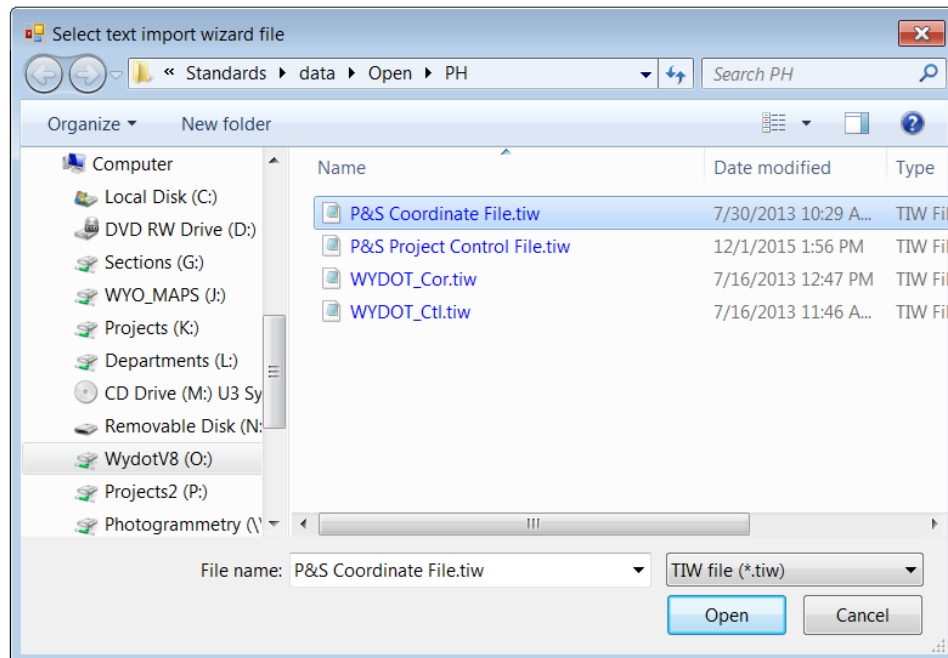 Select text import wizard file
« Standards ▸ data ▸ Open ▸ PH
Search PH
Organize
New folder
Computer
Local Disk (C:)
DVD RW Drive (D:)
Sections (G:)
WYO_MAPS (J:)
Projects (K:)
Departments (L:)
CD Drive (M:) U3 Sy
Removable Disk (N:
WydotV8 (O:)
Projects2 (P:)
Photogrammetry (\\
Name Date modified Type
P&S Coordinate File.tiw 7/30/2013 10:29 A... TIW Fil
P&S Project Control File.tiw 12/1/2015 1:56 PM TIW Fil
WYDOT_Cor.tiw 7/16/2013 12:47 PM TIW Fil
WYDOT_Ctl.tiw 7/16/2013 11:46 A... TIW Fil
File name: P&S Coordinate File.tiw
TIW file (*.tiw)
Open
Cancel